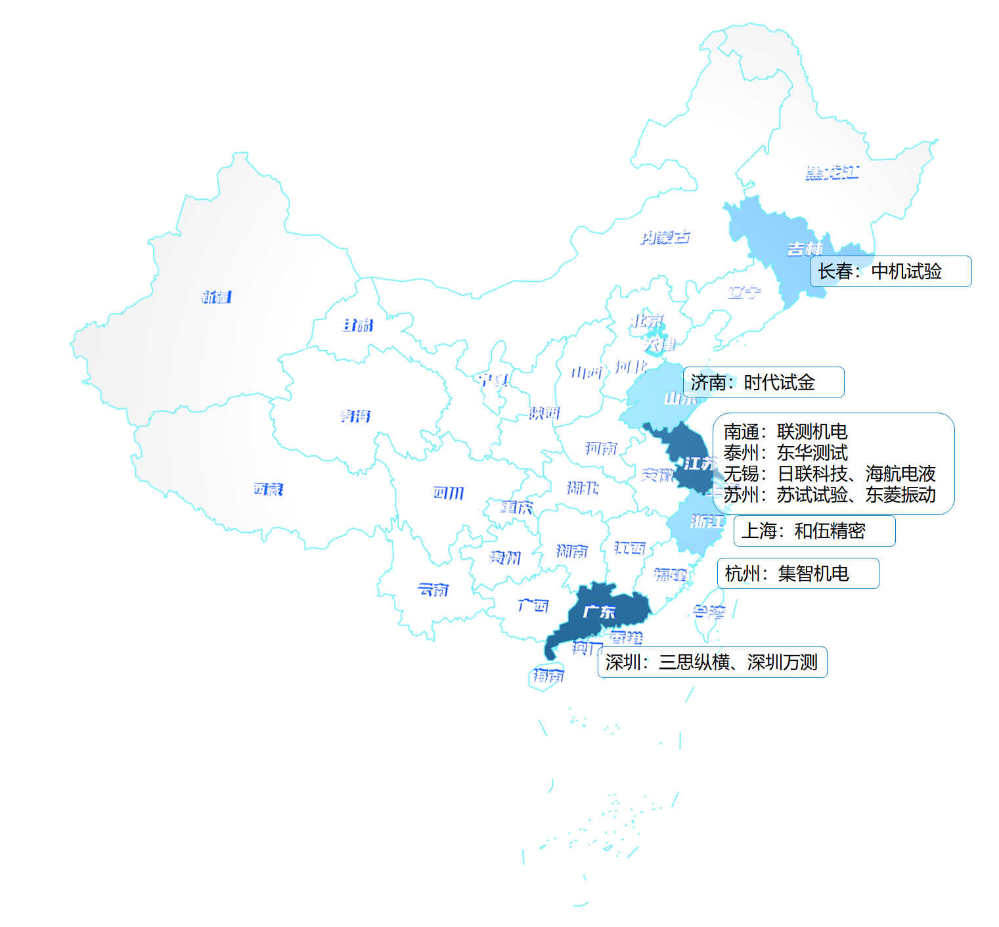 黑龙江
内蒙古
吉林
长春：中机试验
辽宁
新疆
甘肃
北京
天津
河北
山西
宁夏
济南：时代试金
山东
青海
陕西
河南
南通：联测机电
泰州：东华测试
无锡：日联科技、海航电液
苏州：苏试试验、东菱振动
江苏
安徽
上海
西藏
四川
湖北
重庆
浙江
上海：和伍精密
贵州
湖南
江西
杭州：集智机电
福建
云南
广西
广东
台湾
香港
澳门
深圳：三思纵横、深圳万测
海南